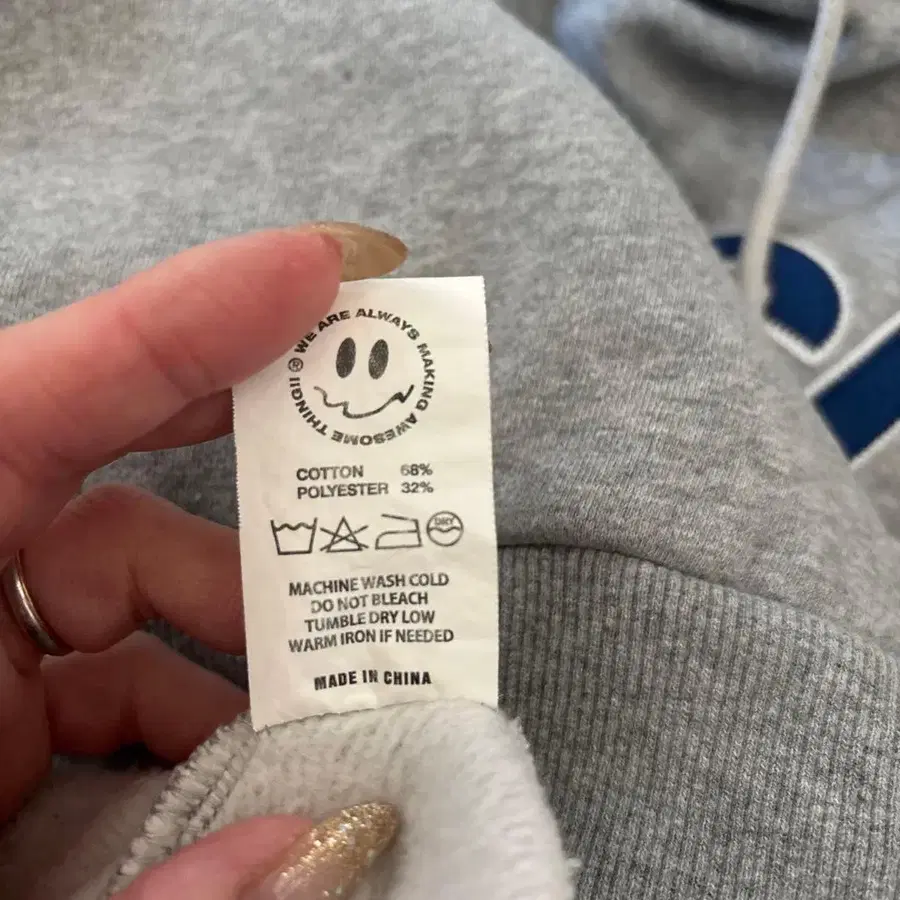 ® WE ARE ALWAYS MAKING AWESOME THING!!
COTTON 68%
POLYESTER 32%
DRY
MACHINE WASH COLD
DO NOT BLEACH
TUMBLE DRY LOW
WARM IRON IF NEEDED
MADE IN CHINA